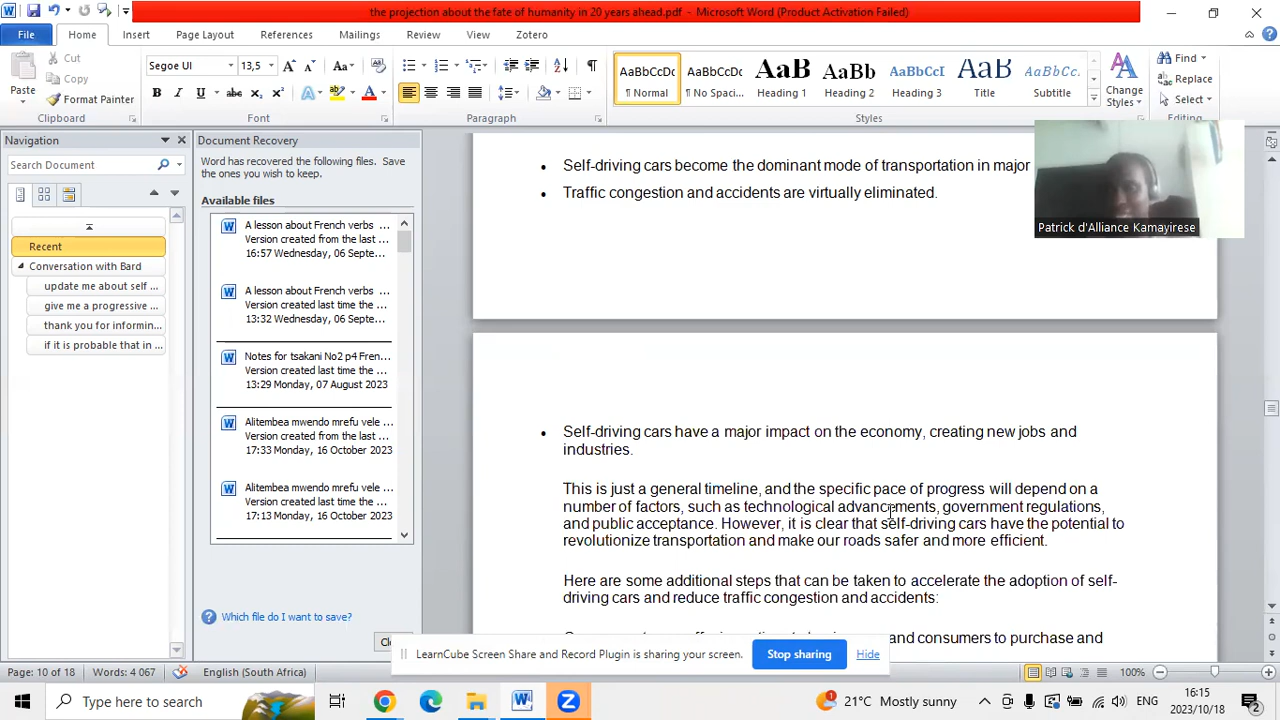 the projection about the fate of humanity in 20 years ahead.pdf - Microsoft Word (Product Activation Failed)
File Home Insert Page Layout References Mailings Review View Zotero
Cut
Copy
Format Painter
Paste
Clipboard
Segoe UI 13,5
Font
Paragraph
AaBbCcDc AaBbCcDc AaB AaBb AaBbCcI AaB AaBbCc.
¶ Normal ¶ No Spaci... Heading 1 Heading 2 Heading 3 Title Subtitle
Change
Styles
Styles
Find
Replace
Select
Editing
Navigation
Search Document
Recent
Conversation with Bard
update me about self ...
give me a progressive ...
thank you for informin...
if it is probable that in ...
Document Recovery
Word has recovered the following files. Save
the ones you wish to keep.
Available files
A lesson about French verbs ...
Version created from the last ...
16:57 Wednesday, 06 Septe...
A lesson about French verbs ...
Version created last time the ...
13:32 Wednesday, 06 Septe...
Notes for tsakani No2 p4 Fren...
Version created last time the ...
13:29 Monday, 07 August 2023
Alitembea mwendo mrefu vele ...
Version created from the last ...
17:33 Monday, 16 October 2023
Alitembea mwendo mrefu vele ...
Version created last time the ...
17:13 Monday, 16 October 2023
Which file do I want to save?
• Self-driving cars become the dominant mode of transportation in major
• Traffic congestion and accidents are virtually eliminated.
Patrick d'Alliance Kamayirese
• Self-driving cars have a major impact on the economy, creating new jobs and
industries.
This is just a general timeline, and the specific pace of progress will depend on a
number of factors, such as technological advancements, government regulations,
and public acceptance. However, it is clear that self-driving cars have the potential to
revolutionize transportation and make our roads safer and more efficient.
Here are some additional steps that can be taken to accelerate the adoption of self-
driving cars and reduce traffic congestion and accidents:
and consumers to purchase and
LearnCube Screen Share and Record Plugin is sharing your screen. Stop sharing Hide
Page: 10 of 18 Words: 4 067 English (South Africa) 100%
Type here to search
21°C Mostly sunny
ENG
16:15
2023/10/18